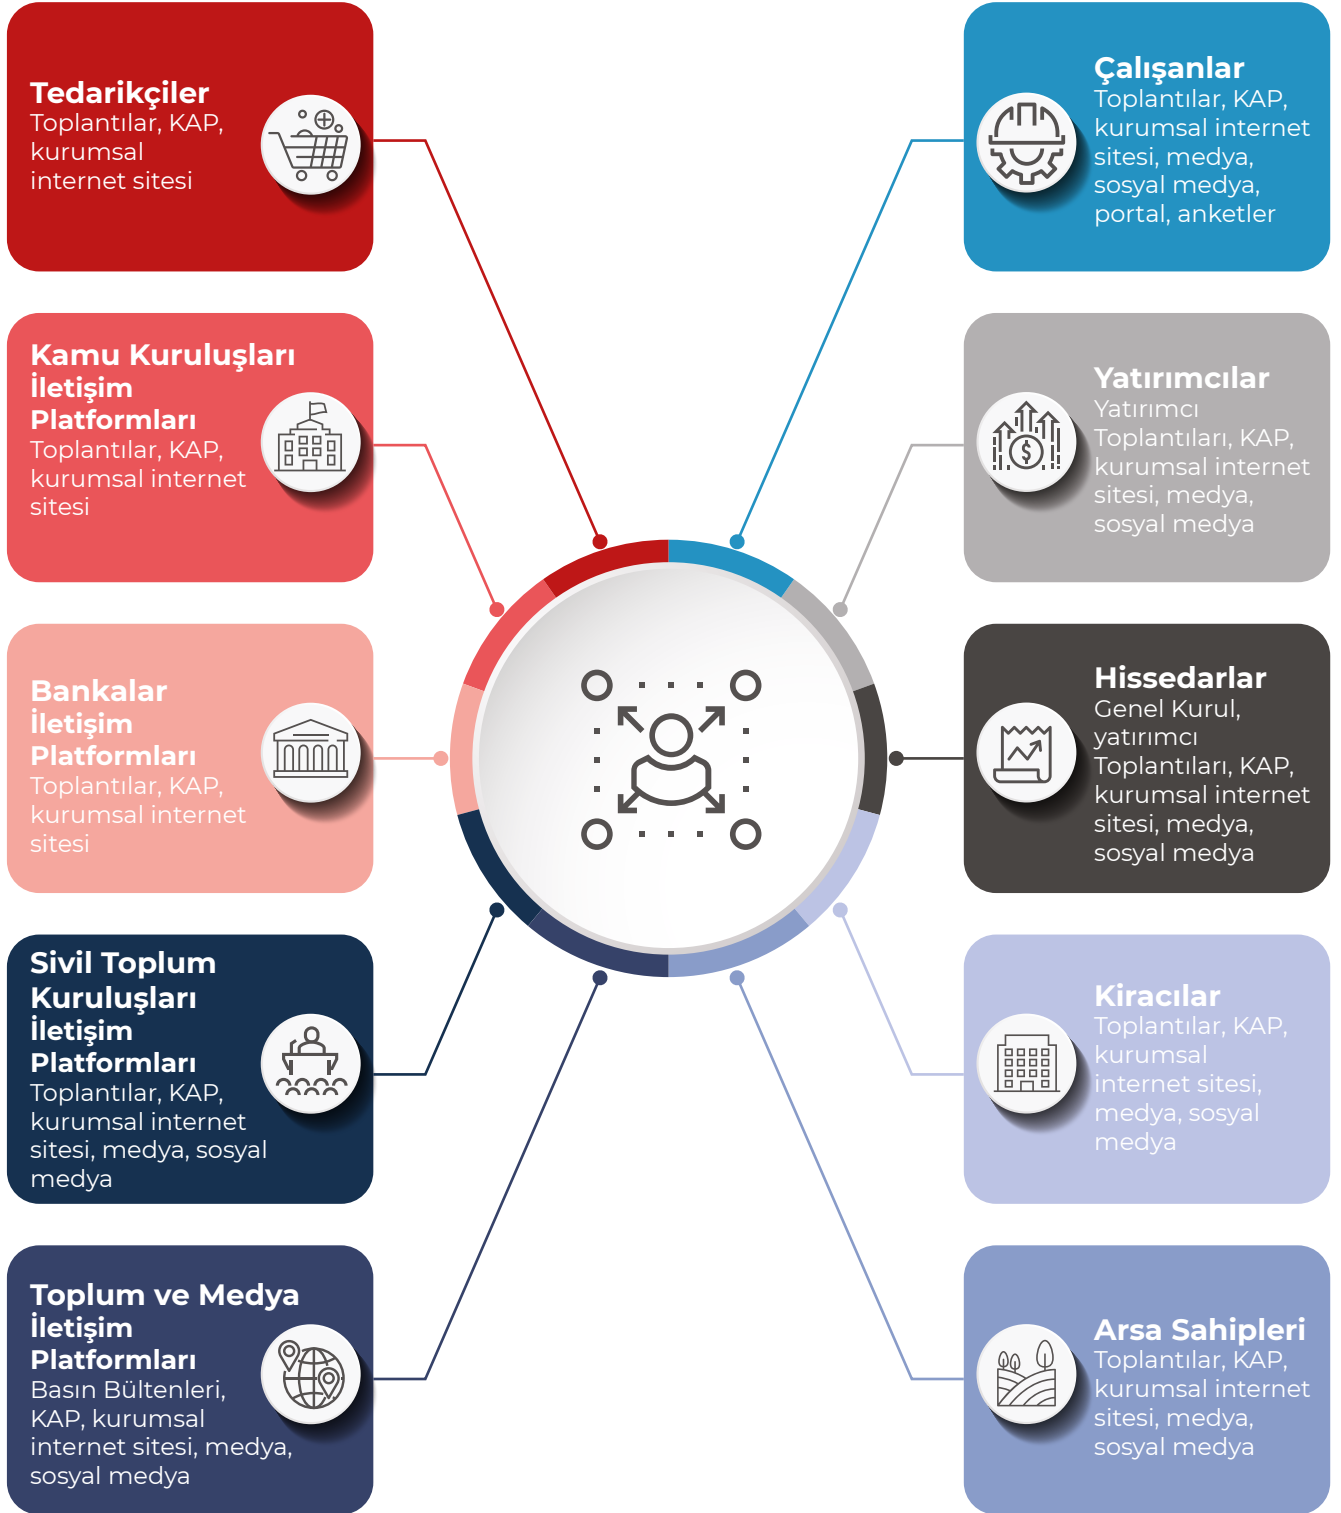 Tedarikçiler
Toplantılar, KAP,
kurumsal
internet sitesi
Kamu Kuruluşları
İletişim
Platformları
Toplantılar, KAP,
kurumsal internet
sitesi
Bankalar
İletişim
Platformları
Toplantılar, KAP,
kurumsal internet
sitesi
Sivil Toplum
Kuruluşları
İletişim
Platformları
Toplantılar, KAP,
kurumsal internet
sitesi, medya, sosyal
medya
Toplum ve Medya
İletişim
Platformları
Basın Bültenleri,
KAP, kurumsal
internet sitesi, medya,
sosyal medya
Çalışanlar
Toplantılar, KAP,
kurumsal internet
sitesi, medya,
sosyal medya,
portal, anketler
Yatırımcılar
Yatırımcı
Toplantıları, KAP,
kurumsal internet
sitesi, medya,
sosyal medya
Hissedarlar
Genel Kurul,
yatırımcı
Toplantıları, KAP,
kurumsal internet
sitesi, medya,
sosyal medya
Kiracılar
Toplantılar, KAP,
kurumsal
internet sitesi,
medya, sosyal
medya
Arsa Sahipleri
Toplantılar, KAP,
kurumsal internet
sitesi, medya,
sosyal medya